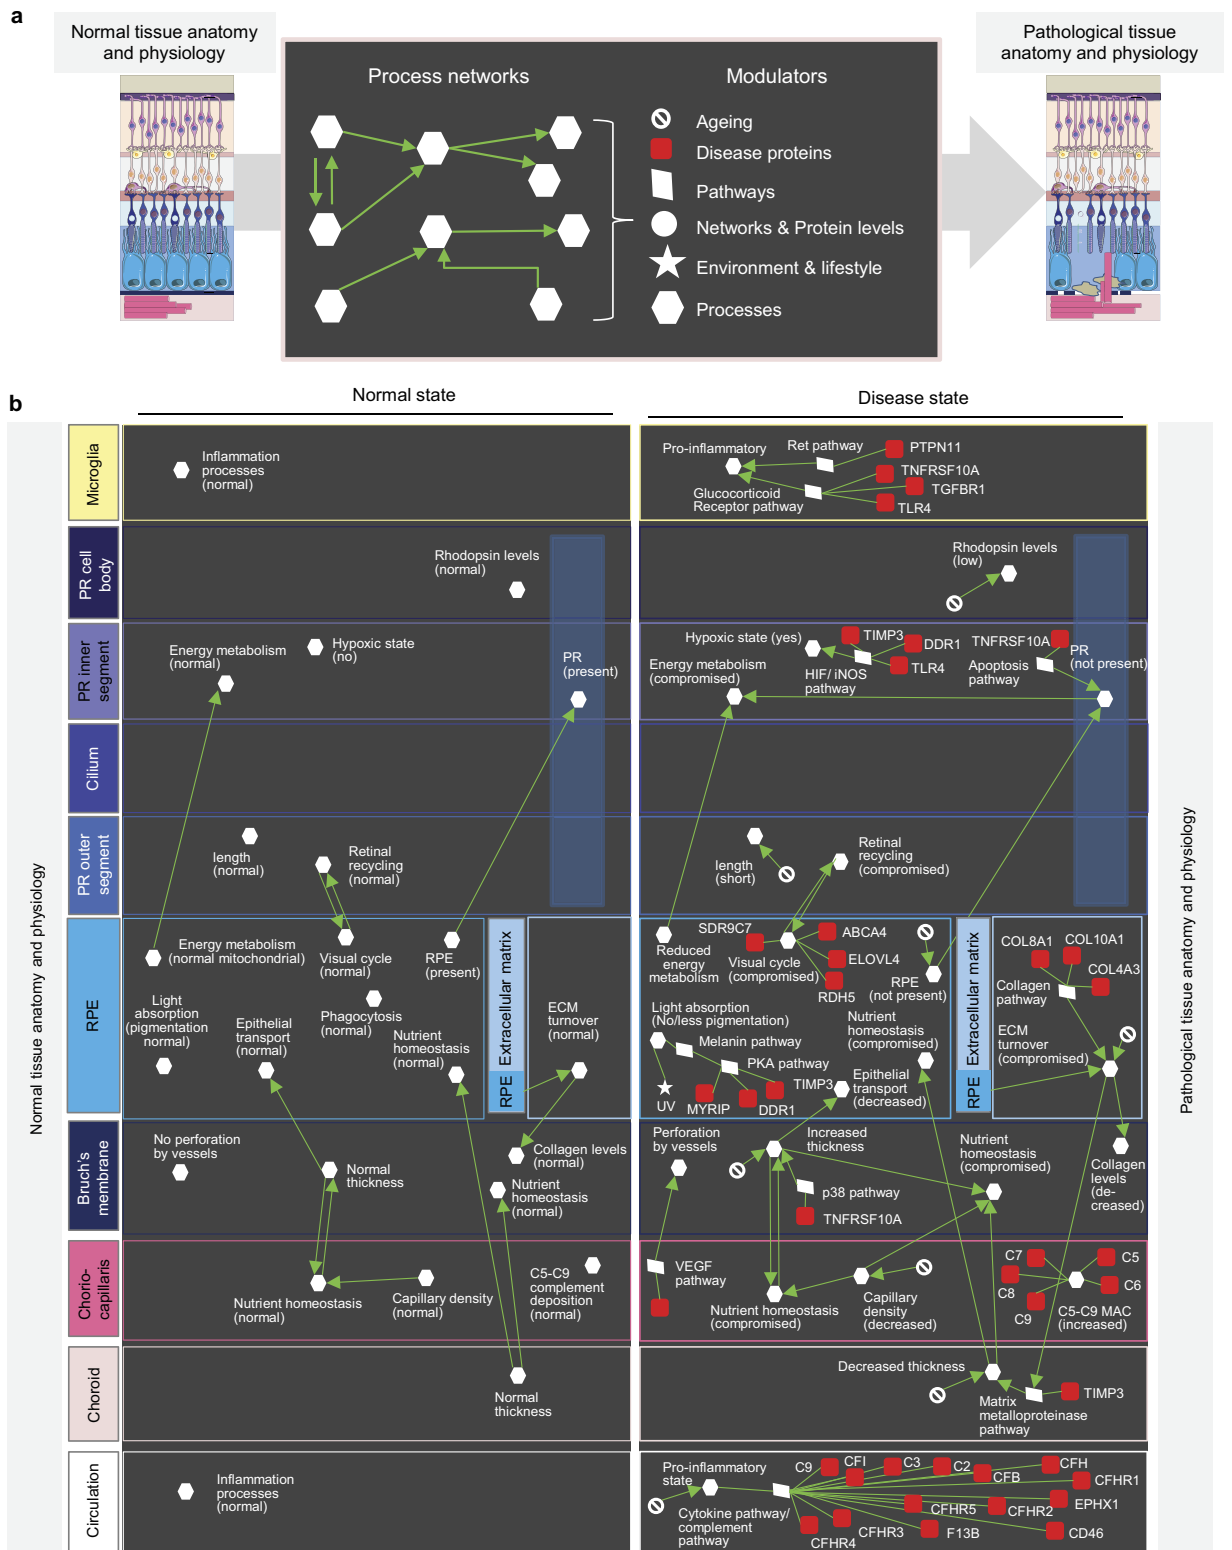 a
Normal tissue anatomy
and physiology
Pathological tissue
anatomy and physiology
Process networks
Modulators
Ageing
Disease proteins
Pathways
Networks & Protein levels
Environment & lifestyle
Processes
b
Normal state
Disease state
Normal tissue anatomy and physiology
Pathological tissue anatomy and physiology
Microglia
Inflammation
processes
(normal)
Pro-inflammatory
Ret pathway
PTPN11
TNFRSF10A
TGFBR1
Glucocorticoid
Receptor pathway
TLR4
PR cell
body
Rhodopsin levels
(normal)
Rhodopsin levels
(low)
PR inner
segment
Energy metabolism
(normal)
Hypoxic state
(no)
PR
(present)
Hypoxic state (yes)
TIMP3
DDR1
TNFRSF10A
PR
(not present)
Energy metabolism
(compromised)
HIF/ iNOS
pathway
TLR4
Apoptosis
pathway
Cilium
PR outer
segment
length
(normal)
Retinal
recycling
(normal)
length
(short)
Retinal
recycling
(compromised)
RPE
Energy metabolism
(normal mitochondrial)
Visual cycle
(normal)
RPE
(present)
Light
absorption
(pigmentation
normal)
Epithelial
transport
(normal)
Phagocytosis
(normal)
Nutrient
homeostasis
(normal)
RPE
Extracellular matrix
ECM
turnover
(normal)
SDR9C7
ABCA4
Reduced
energy
metabolism
Visual cycle
(compromised)
ELOVL4
RDH5
RPE
(not present)
Light absorption
(No/less pigmentation)
Nutrient
homeostasis
(compromised)
Melanin pathway
PKA pathway
TIMP3
UV
MYRIP
DDR1
Epithelial
transport
(decreased)
RPE
Extracellular matrix
COL8A1
COL10A1
COL4A3
Collagen
pathway
ECM
turnover
(compromised)
Bruch's
membrane
No perforation
by vessels
Normal
thickness
Collagen levels
(normal)
Nutrient
homeostasis
(normal)
Perforation
by vessels
Increased
thickness
p38 pathway
TNFRSF10A
Nutrient
homeostasis
(compromised)
Collagen
levels
(de-
creased)
Chorio-
capillaris
Nutrient homeostasis
(normal)
Capillary density
(normal)
C5-C9
complement
deposition
(normal)
VEGF
pathway
Nutrient homeostasis
(compromised)
Capillary
density
(decreased)
C7
C5
C8
C6
C9
C5-C9 MAC
(increased)
Choroid
Normal
thickness
Decreased thickness
Matrix
metalloproteinase
pathway
TIMP3
Circulation
Inflammation
processes
(normal)
Pro-inflammatory
state
Cytokine pathway/
complement
pathway
C9
CFI
C3
C2
CFB
CFH
CFHR1
EPHX1
CFHR5
CFHR2
CFHR4
CFHR3
F13B
CD46